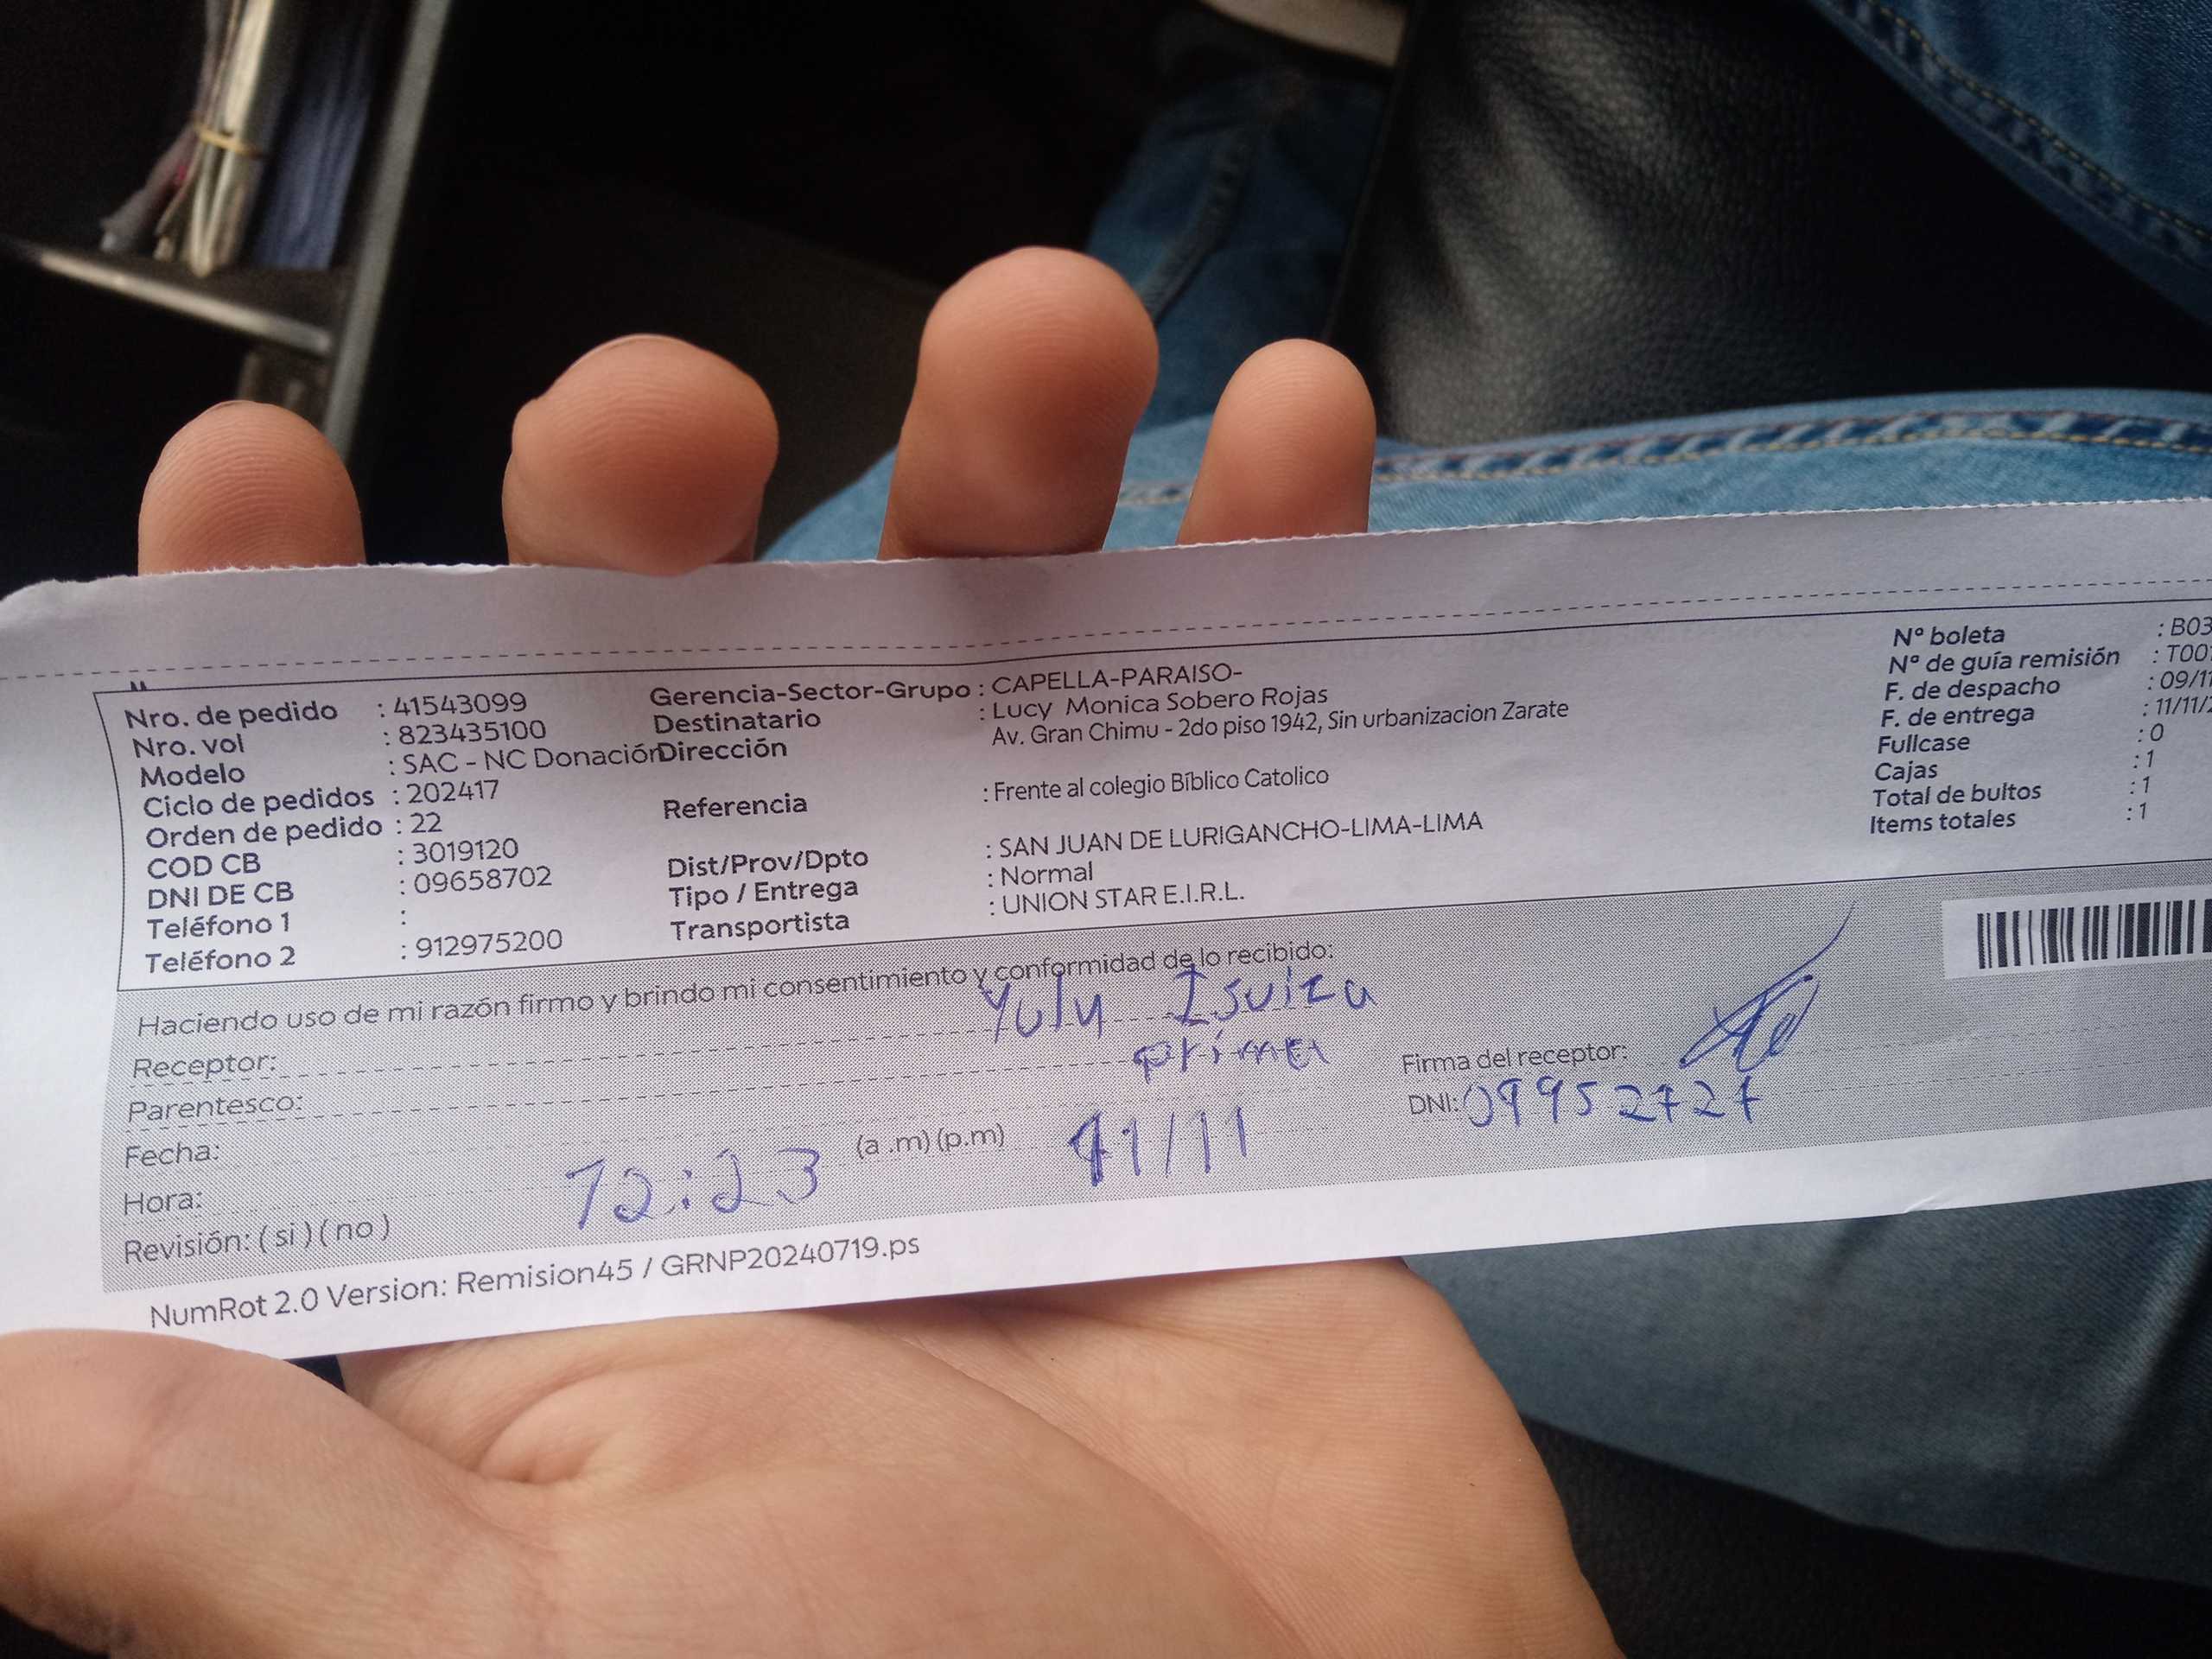 Nro. de pedido : 41543099
Nro. vol : 823435100
Modelo : SAC - NC Donación
Ciclo de pedidos : 202417
Orden de pedido : 22
COD CB : 3019120
DNI DE CB : 09658702
Teléfono 1 :
Teléfono 2 : 912975200
Gerencia-Sector-Grupo : CAPELLA-PARAISO-
Destinatario : Lucy Monica Sobero Rojas
Dirección Av. Gran Chimu - 2do piso 1942, Sin urbanizacion Zarate
Referencia : Frente al colegio Bíblico Catolico
Dist/Prov/Dpto : SAN JUAN DE LURIGANCHO-LIMA-LIMA
Tipo / Entrega : Normal
Transportista : UNION STAR E.I.R.L.
Nº boleta : B03
Nº de guía remisión : T00
F. de despacho : 09/11
F. de entrega : 11/11/
Fullcase : 0
Cajas : 1
Total de bultos : 1
Items totales : 1
Haciendo uso de mi razón firmo y brindo mi consentimiento y conformidad de lo recibido:
Receptor: Yuly Isuiza
Parentesco: prima
Firma del receptor:
DNI: 09952727
Fecha: 11/11
Hora: 12:23 (a .m) (p.m)
Revisión: ( si ) ( no )
NumRot 2.0 Version: Remision45 / GRNP20240719.ps